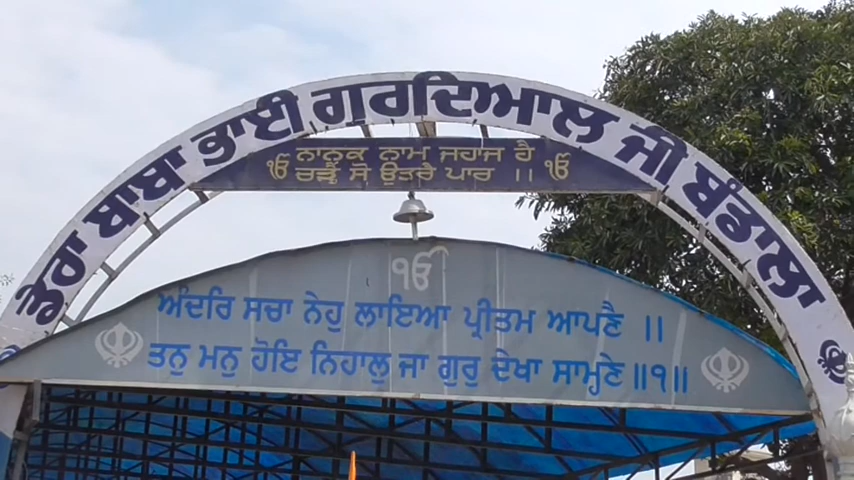 ਡੇਰਾ ਬਾਬਾ ਭਾਈ ਗੁਰਦਿਆਲ ਜੀ ਬੰਡਾਲਾ
ੴ ਨਾਨਕ ਨਾਮ ਜਹਾਜ ਹੈ ੴ
ਚੜੈ ਸੋ ਉਤਰੇ ਪਾਰ ।।
ੴ
ਅੰਦਰਿ ਸਚਾ ਨੇਹੁ ਲਾਇਆ ਪ੍ਰੀਤਮ ਆਪਣੈ ॥
ਤਨੁ ਮਨੁ ਹੋਇ ਨਿਹਾਲੁ ਜਾ ਗੁਰੁ ਦੇਖਾ ਸਾਮ੍ਹਣੇ ॥੧॥